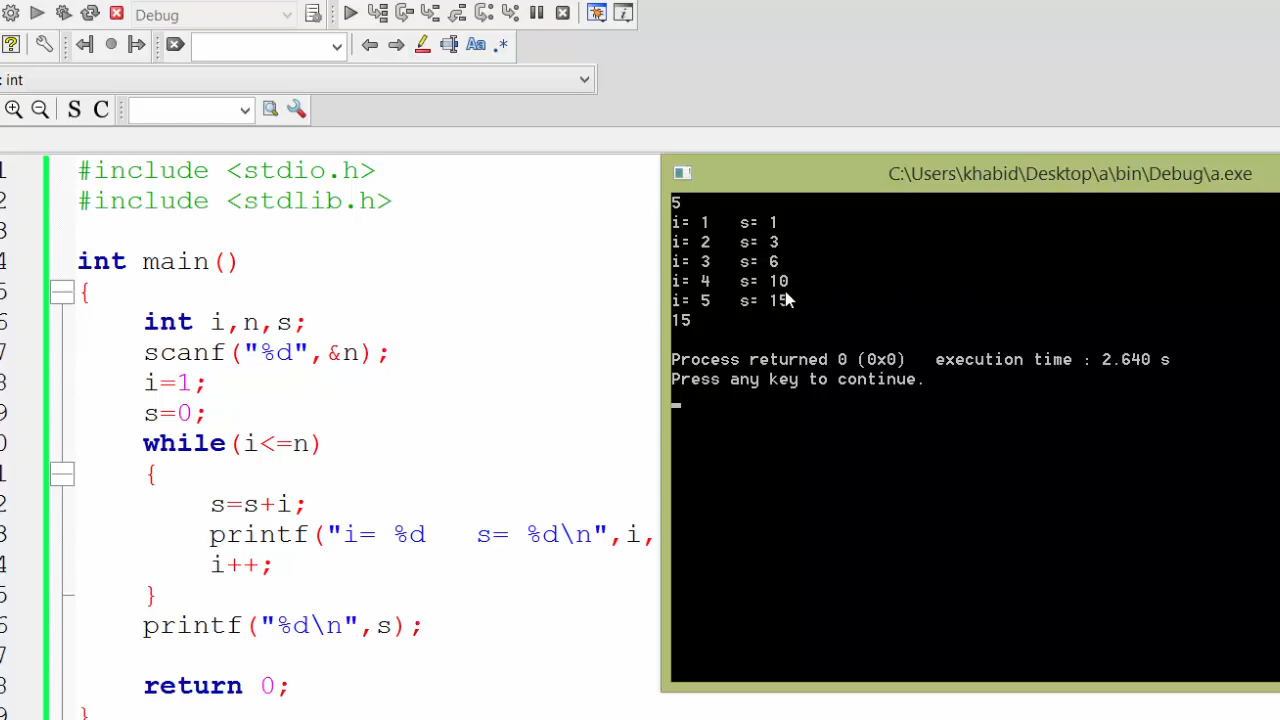 Debug
Aa .*
: int
S C
1 #include <stdio.h>
2 #include <stdlib.h>
3
4 int main()
5 {
6 int i,n,s;
7 scanf("%d",&n);
8 i=1;
9 s=0;
0 while(i<=n)
1 {
2 s=s+i;
3 printf("i= %d   s= %d\n",i,
4 i++;
5 }
6 printf("%d\n",s);
7
8 return 0;
9 }
C:\Users\khabid\Desktop\a\bin\Debug\a.exe
5
i= 1   s= 1
i= 2   s= 3
i= 3   s= 6
i= 4   s= 10
i= 5   s= 15
15
Process returned 0 (0x0)   execution time : 2.640 s
Press any key to continue.